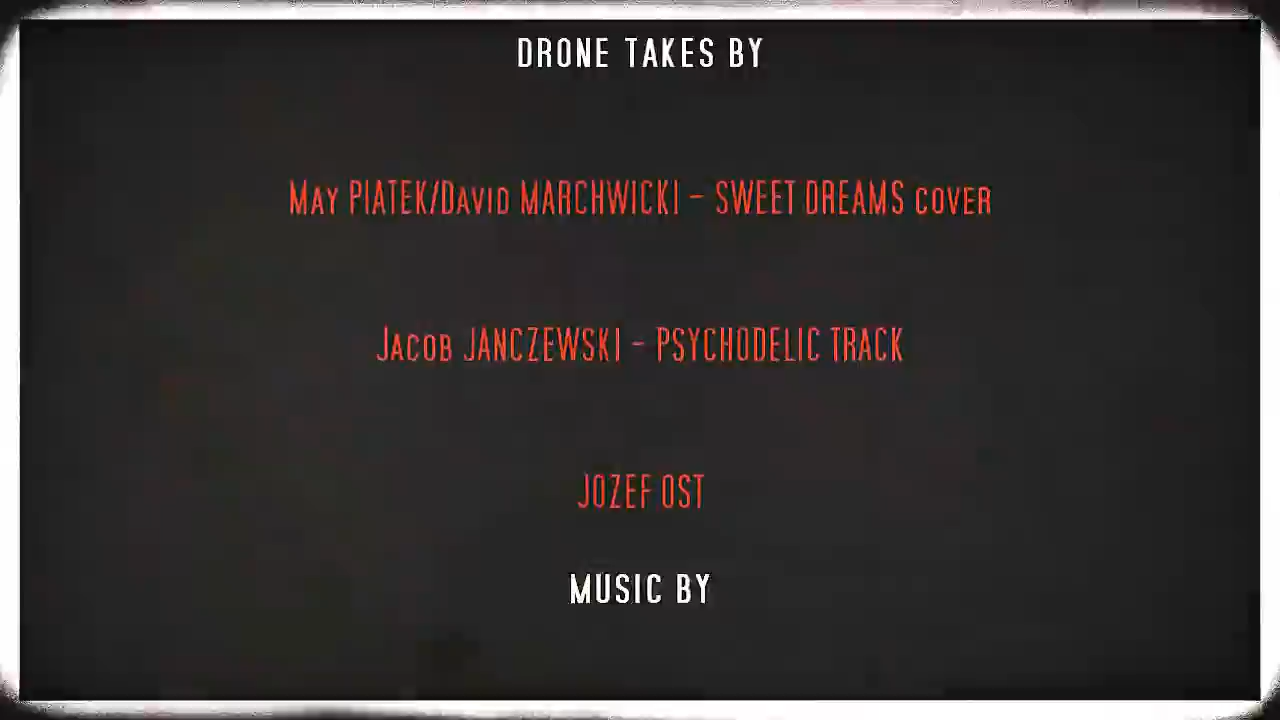 DRONE TAKES BY
May PIATEK/David MARCHWICKI - SWEET DREAMS cover
Jacob JANCZEWSKI - PSYCHODELIC TRACK
JOZEF OST
MUSIC BY